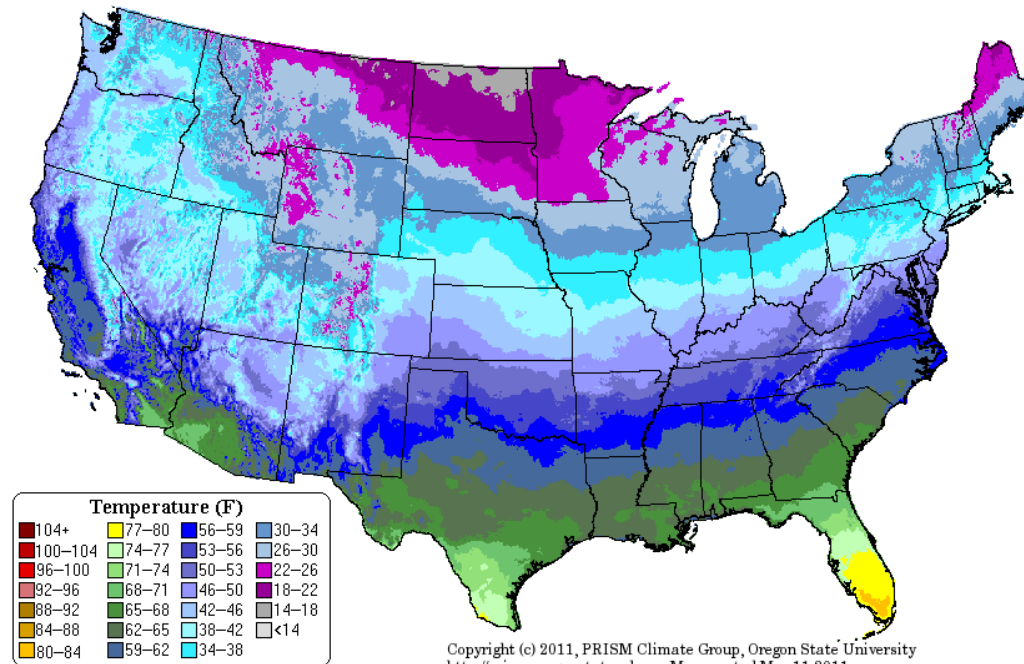 Temperature (F)
104+ 77–80 56–59 30–34
100–104 74–77 53–56 26–30
96–100 71–74 50–53 22–26
92–96 68–71 46–50 18–22
88–92 65–68 42–46 14–18
84–88 62–65 38–42 <14
80–84 59–62 34–38
Copyright (c) 2011, PRISM Climate Group, Oregon State University